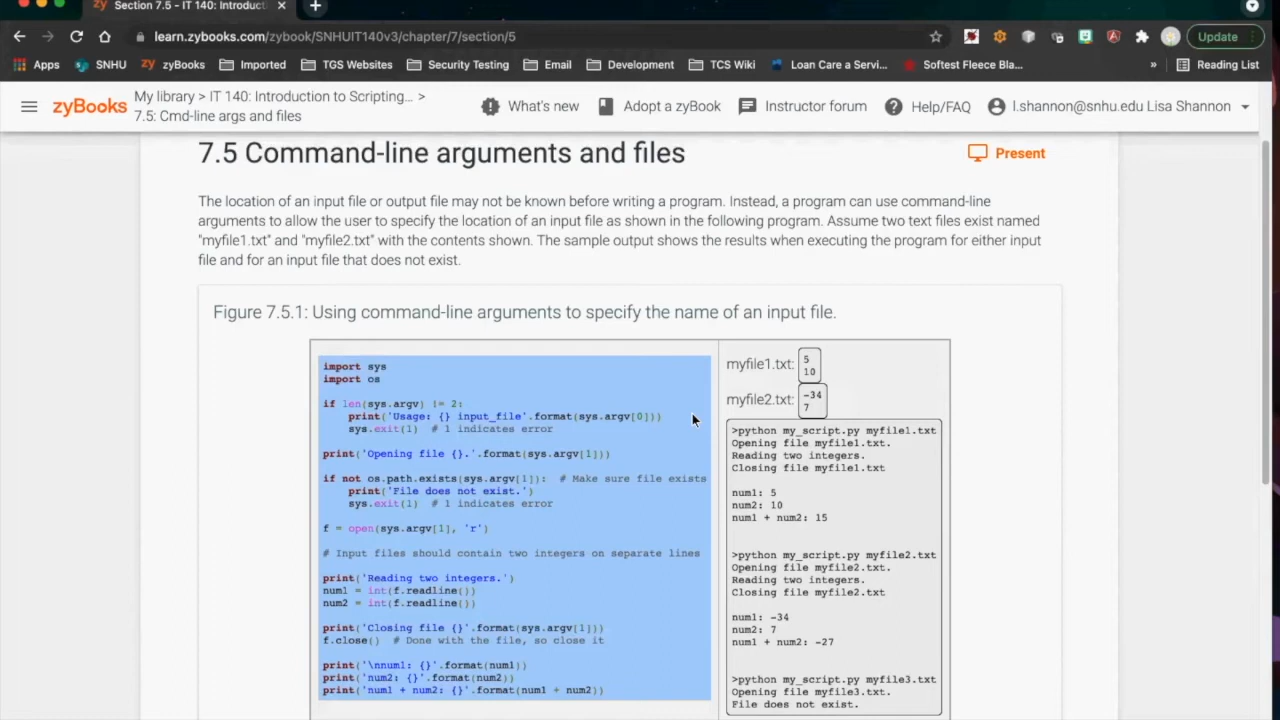 zy Section 7.5 - IT 140: Introducti
learn.zybooks.com/zybook/SNHUIT140v3/chapter/7/section/5
Update
Apps SNHU zyBooks Imported TGS Websites Security Testing Email Development TCS Wiki Loan Care a Servi... Softest Fleece Bla... » Reading List
zyBooks My library > IT 140: Introduction to Scripting... >
7.5: Cmd-line args and files
What's new Adopt a zyBook Instructor forum Help/FAQ l.shannon@snhu.edu Lisa Shannon
7.5 Command-line arguments and files
Present
The location of an input file or output file may not be known before writing a program. Instead, a program can use command-line
arguments to allow the user to specify the location of an input file as shown in the following program. Assume two text files exist named
"myfile1.txt" and "myfile2.txt" with the contents shown. The sample output shows the results when executing the program for either input
file and for an input file that does not exist.
Figure 7.5.1: Using command-line arguments to specify the name of an input file.
import sys
import os
if len(sys.argv) != 2:
print('Usage: {} input_file'.format(sys.argv[0]))
sys.exit(1) # 1 indicates error
print('Opening file {}.'.format(sys.argv[1]))
if not os.path.exists(sys.argv[1]): # Make sure file exists
print('File does not exist.')
sys.exit(1) # 1 indicates error
f = open(sys.argv[1], 'r')
# Input files should contain two integers on separate lines
print('Reading two integers.')
num1 = int(f.readline())
num2 = int(f.readline())
print('Closing file {}'.format(sys.argv[1]))
f.close() # Done with the file, so close it
print('\nnum1: {}'.format(num1))
print('num2: {}'.format(num2))
print('num1 + num2: {}'.format(num1 + num2))
myfile1.txt: 5
10
myfile2.txt: -34
7
>python my_script.py myfile1.txt
Opening file myfile1.txt.
Reading two integers.
Closing file myfile1.txt
num1: 5
num2: 10
num1 + num2: 15
>python my_script.py myfile2.txt
Opening file myfile2.txt.
Reading two integers.
Closing file myfile2.txt
num1: -34
num2: 7
num1 + num2: -27
>python my_script.py myfile3.txt
Opening file myfile3.txt.
File does not exist.